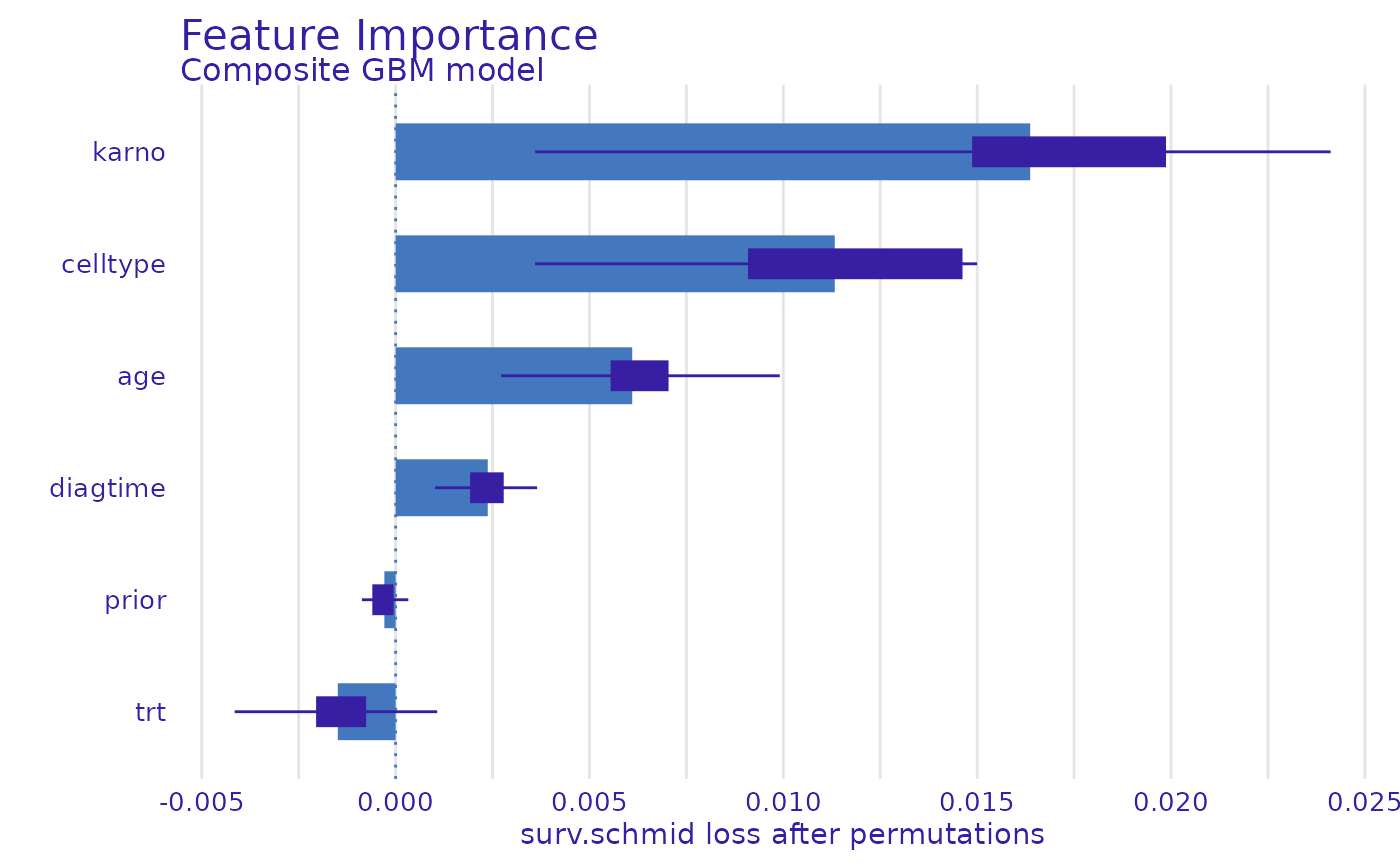 Feature Importance
Composite GBM model
karno
celltype
age
diagtime
prior
trt
-0.005 0.000 0.005 0.010 0.015 0.020 0.025
surv.schmid loss after permutations